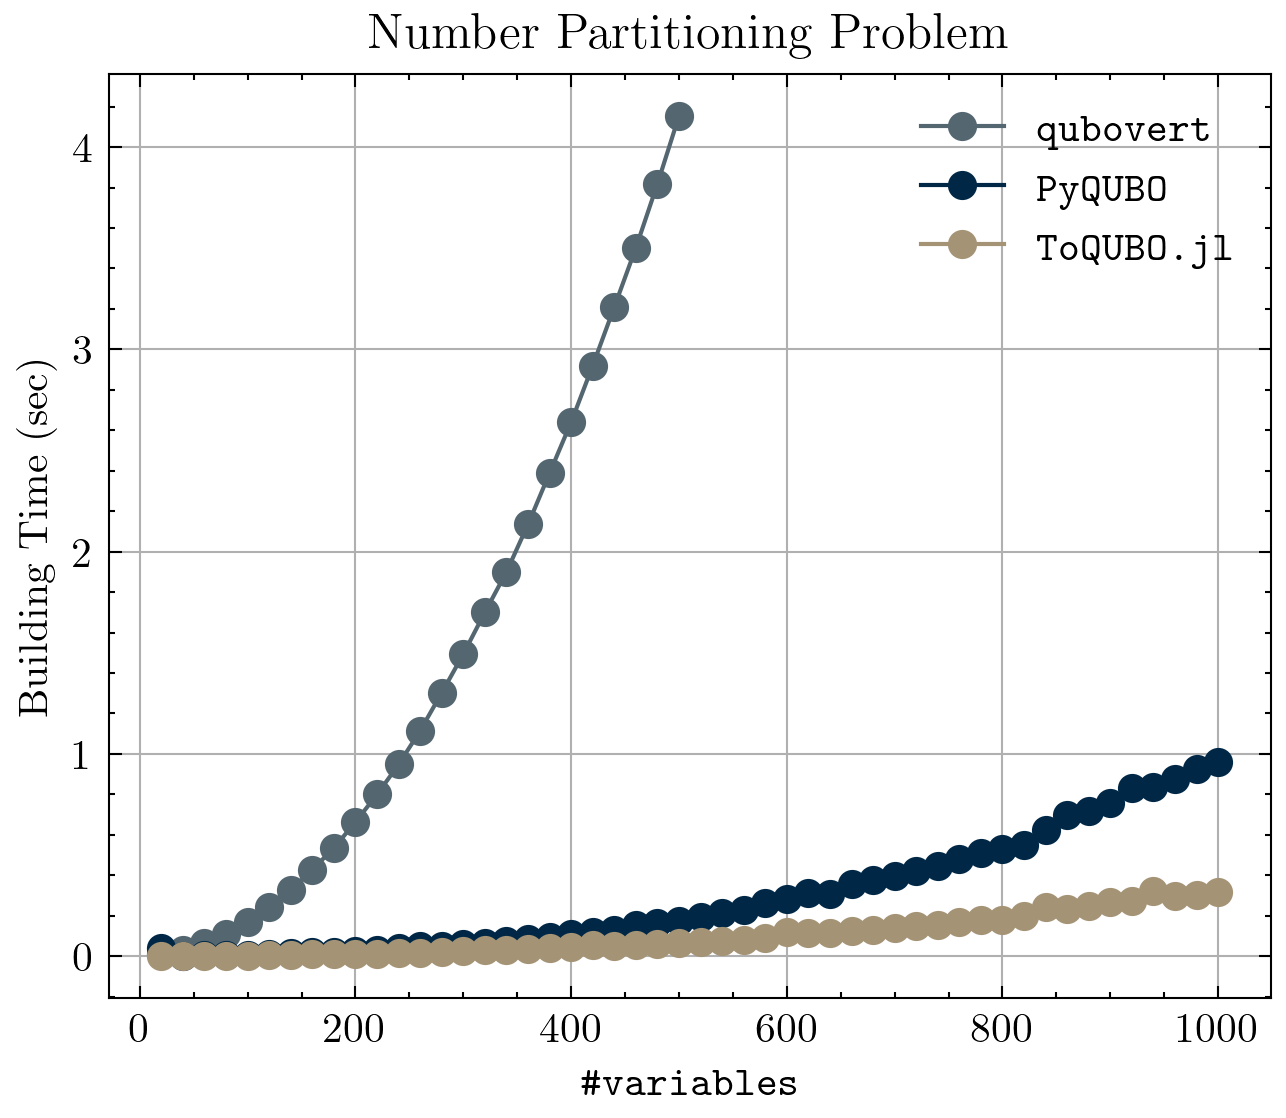 Number Partitioning Problem
qubovert
PyQUBO
ToQUBO.jl
Building Time (sec)
4
3
2
1
0
0 200 400 600 800 1000
#variables